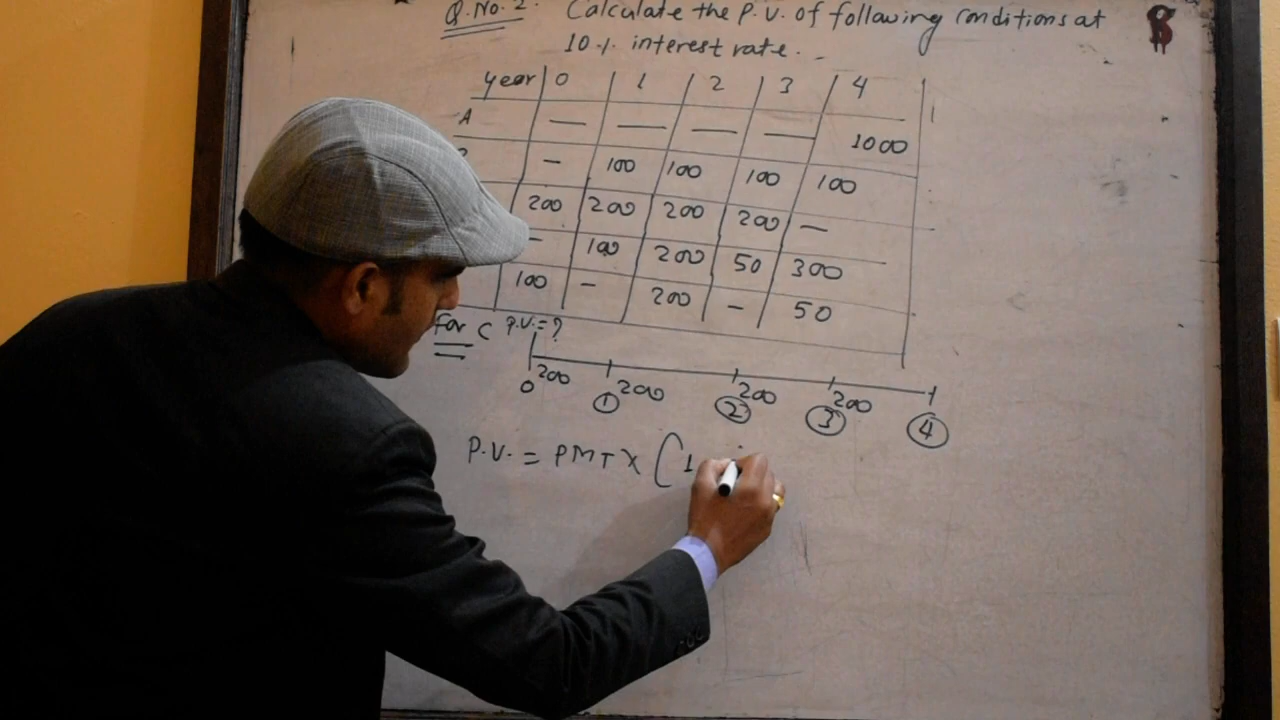 Q.No. 2. Calculate the P.V. of following conditions at
10% interest rate.
year 0 1 2 3 4
A — — — — 1000
- 100 100 100 100
200 200 200 200 —
- 100 200 50 300
100 - 200 - 50
For C P.V. = ?
200 200 200 200
0 1 2 3 4
P.V. = PMT X ( 1